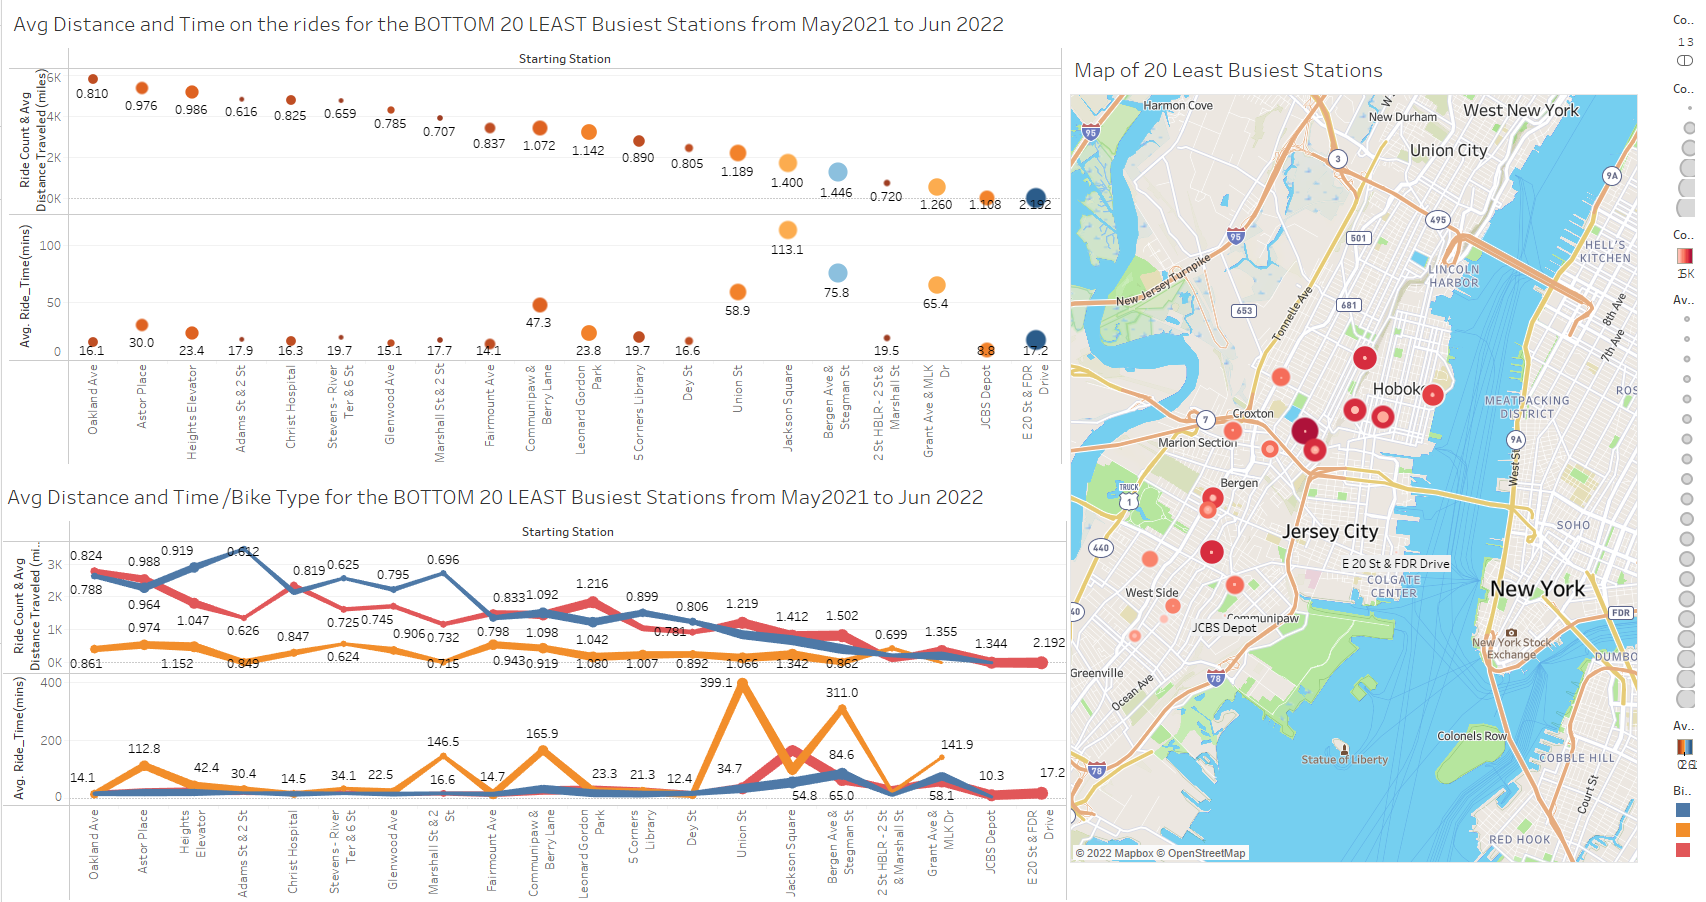 Avg Distance and Time on the rides for the BOTTOM 20 LEAST Busiest Stations from May2021 to Jun 2022
Starting Station
Ride Count & Avg
Distance Traveled (miles)
6K
4K
2K
0K
0.810
0.976
0.986
0.616
0.825
0.659
0.785
0.707
0.837
1.072
1.142
0.890
0.805
1.189
1.400
1.446
0.720
1.260
1.108
2.192
Avg. Ride_Time(mins)
100
50
0
16.1
30.0
23.4
17.9
16.3
19.7
15.1
17.7
14.1
47.3
23.8
19.7
16.6
58.9
113.1
75.8
19.5
65.4
8.8
17.2
Oakland Ave
Astor Place
Heights Elevator
Adams St & 2 St
Christ Hospital
Stevens - River
Ter & 6 St
Glenwood Ave
Marshall St & 2 St
Fairmount Ave
Communipaw &
Berry Lane
Leonard Gordon
Park
5 Corners Library
Dey St
Union St
Jackson Square
Bergen Ave &
Stegman St
2 St HBLR - 2 St &
Marshall St
Grant Ave & MLK
Dr
JCBS Depot
E 20 St & FDR
Drive
Avg Distance and Time /Bike Type for the BOTTOM 20 LEAST Busiest Stations from May2021 to Jun 2022
Starting Station
Ride Count & Avg
Distance Traveled (mi..
3K
2K
1K
0K
0.824
0.988
0.919
0.612
0.819
0.625
0.795
0.696
0.833
1.092
1.216
0.899
0.806
1.219
1.412
1.502
0.699
1.355
1.344
2.192
0.788
0.964
1.047
0.626
0.847
0.725
0.745
0.906
0.732
0.798
1.098
1.042
0.781
0.974
0.861
1.152
0.849
0.624
0.715
0.943
0.919
1.080
1.007
0.892
1.066
1.342
0.862
Avg. Ride_Time(mins)
400
200
0
14.1
112.8
42.4
30.4
14.5
34.1
22.5
146.5
16.6
14.7
165.9
23.3
21.3
12.4
34.7
399.1
54.8
311.0
84.6
65.0
141.9
58.1
10.3
17.2
Oakland Ave
Astor Place
Heights
Elevator
Adams St & 2 St
Christ Hospital
Stevens - River
Ter & 6 St
Glenwood Ave
Marshall St & 2
St
Fairmount Ave
Communipaw &
Berry Lane
Leonard Gordon
Park
5 Corners
Library
Dey St
Union St
Jackson Square
Bergen Ave &
Stegman St
2 St HBLR - 2 St
& Marshall St
Grant Ave &
MLK Dr
JCBS Depot
E 20 St & FDR
Drive
Map of 20 Least Busiest Stations
Harmon Cove
W
New Durham
West New York
95
Union City
3
9A
495
95
501
HELL'S
KITCHEN
New Jersey Turnpike
LINCOLN
HARBOR
653
681
Tonnelle Ave
8th Ave
7th Ave
Hobok
ROS
MEATPACKING
DISTRICT
7
Croxton
Marion Section
9A
West St
Bergen
TRUCK
1
SOHO
Jersey City
440
E 20 St & FDR Drive
COLGATE
CENTER
New York
West Side
FDR
40
Communipaw
JCBS Depot
New York Stock
Exchange
DUMBO
Greenville
78
Ocean Ave
Colonels Row
Statue of Liberty
COBBLE HILL
78
Court St
RED HOOK
© 2022 Mapbox © OpenStreetMap
Co..
1 3
Co..
Co..
Av..
Av..
Bi..